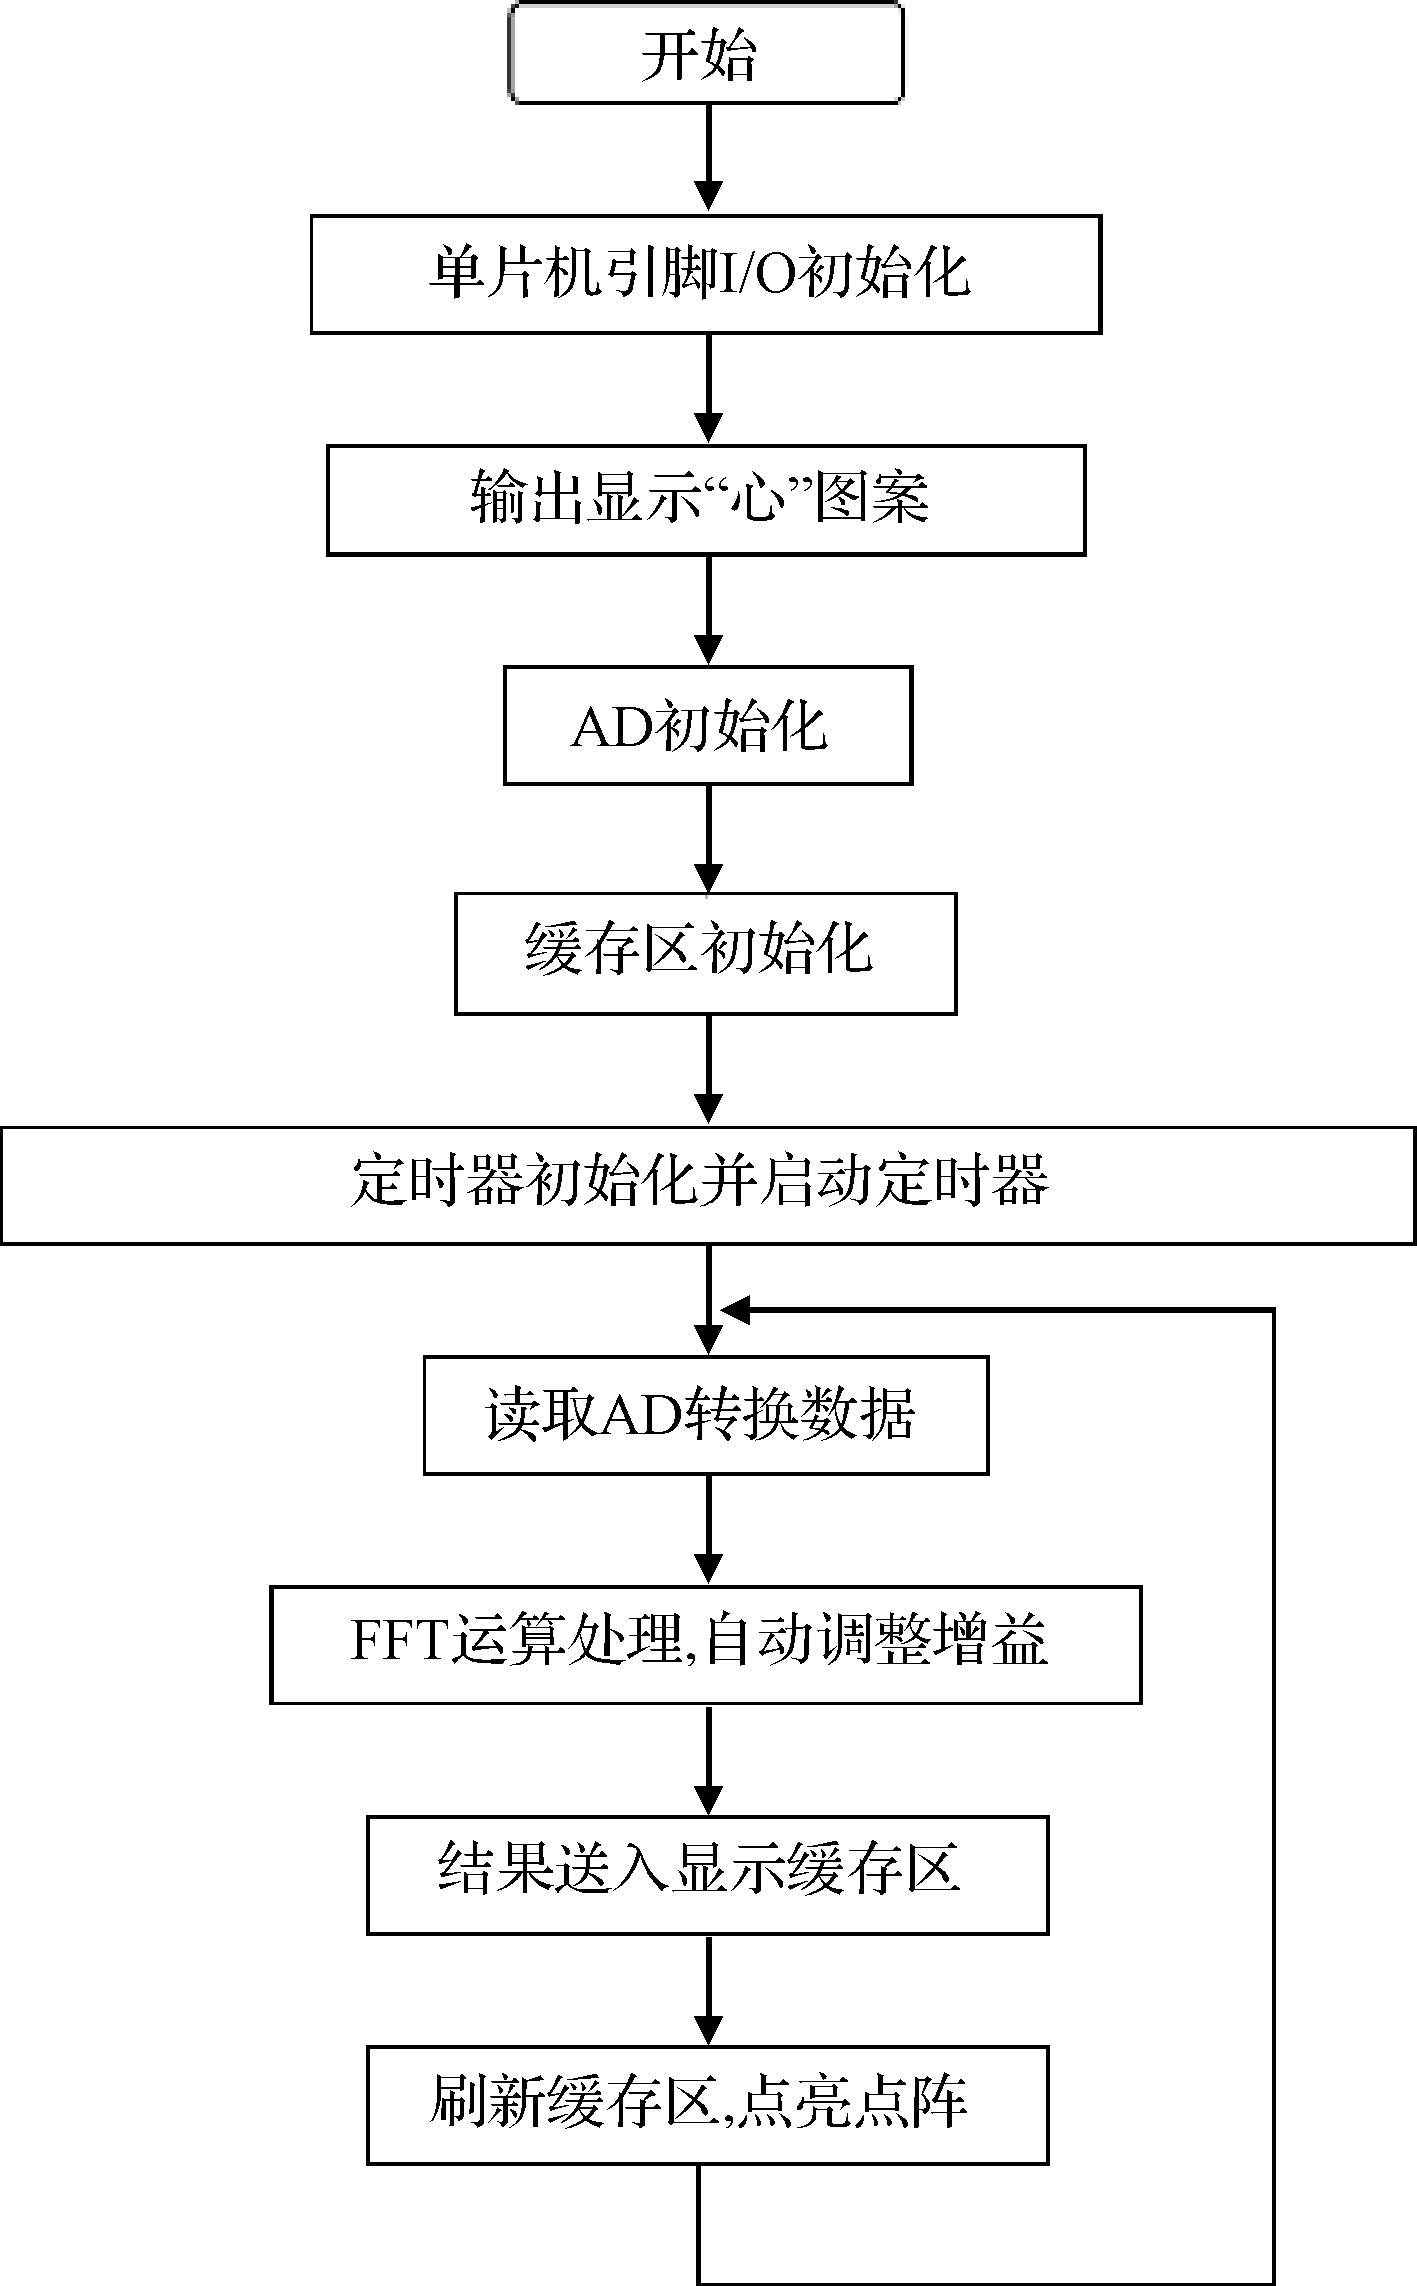 开始
单片机引脚I/O初始化
输出显示“心”图案
AD初始化
缓存区初始化
定时器初始化并启动定时器
读取AD转换数据
FFT运算处理,自动调整增益
结果送入显示缓存区
刷新缓存区,点亮点阵